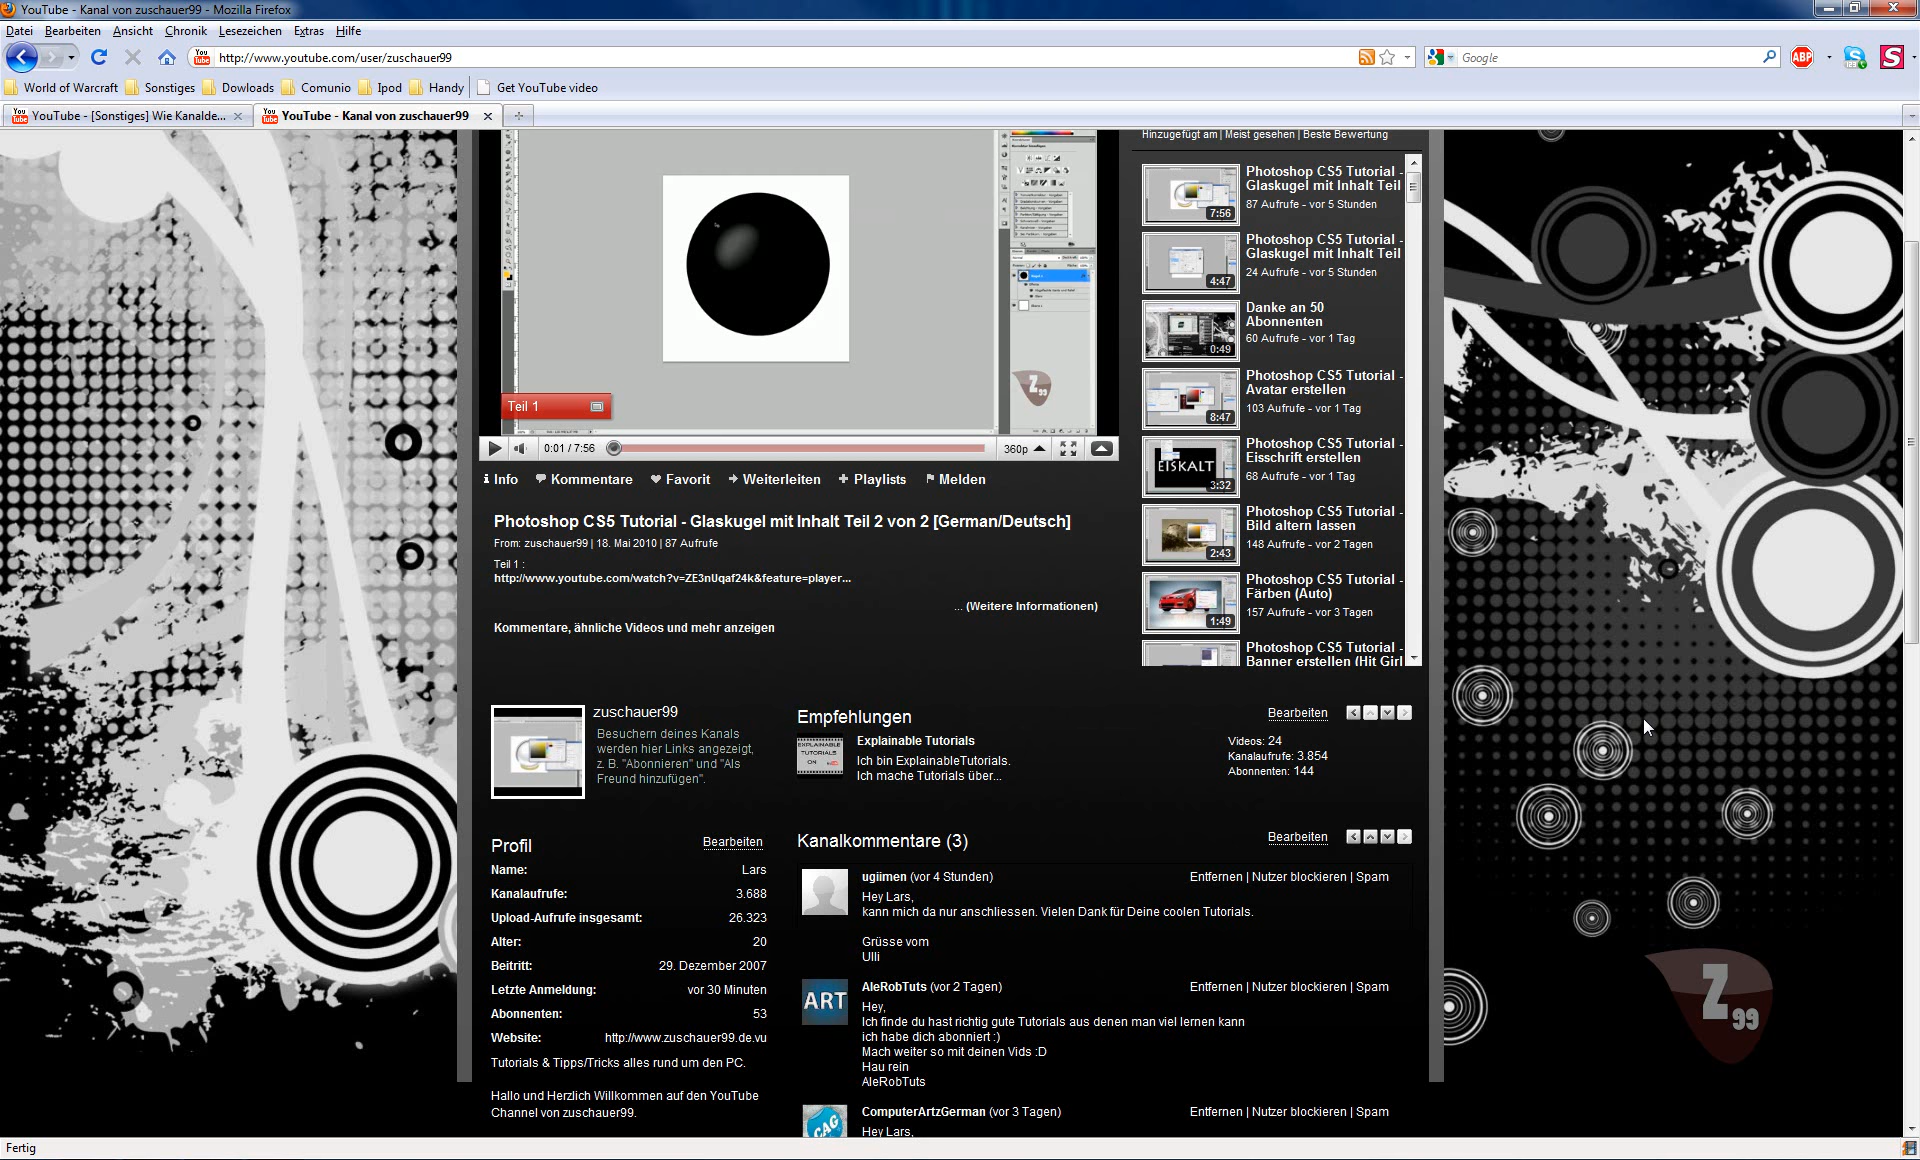 YouTube - Kanal von zuschauer99 - Mozilla Firefox
Datei Bearbeiten Ansicht Chronik Lesezeichen Extras Hilfe
http://www.youtube.com/user/zuschauer99
Google
ABP
World of Warcraft Sonstiges Dowloads Comunio Ipod Handy Get YouTube video
YouTube - [Sonstiges] Wie Kanalde...
YouTube - Kanal von zuschauer99
Teil 1
Z99
0:01 / 7:56
360p
Info Kommentare Favorit Weiterleiten Playlists Melden
Photoshop CS5 Tutorial - Glaskugel mit Inhalt Teil 2 von 2 [German/Deutsch]
From: zuschauer99 | 18. Mai 2010 | 87 Aufrufe
Teil 1 :
http://www.youtube.com/watch?v=ZE3nUqaf24k&feature=player...
... (Weitere Informationen)
Kommentare, ähnliche Videos und mehr anzeigen
Hinzugefügt am | Meist gesehen | Beste Bewertung
Photoshop CS5 Tutorial -
Glaskugel mit Inhalt Teil
87 Aufrufe - vor 5 Stunden
7:56
Photoshop CS5 Tutorial -
Glaskugel mit Inhalt Teil
24 Aufrufe - vor 5 Stunden
4:47
Danke an 50
Abonnenten
60 Aufrufe - vor 1 Tag
0:49
Photoshop CS5 Tutorial -
Avatar erstellen
103 Aufrufe - vor 1 Tag
8:47
Photoshop CS5 Tutorial -
Eisschrift erstellen
68 Aufrufe - vor 1 Tag
EISKALT
3:32
Photoshop CS5 Tutorial -
Bild altern lassen
148 Aufrufe - vor 2 Tagen
2:43
Photoshop CS5 Tutorial -
Färben (Auto)
157 Aufrufe - vor 3 Tagen
1:49
Photoshop CS5 Tutorial -
Banner erstellen (Hit Girl
zuschauer99
Besuchern deines Kanals
werden hier Links angezeigt,
z. B. "Abonnieren" und "Als
Freund hinzufügen".
Empfehlungen
Bearbeiten
EXPLAINABLE
TUTORIALS
ON
Explainable Tutorials
Ich bin ExplainableTutorials.
Ich mache Tutorials über...
Videos: 24
Kanalaufrufe: 3.854
Abonnenten: 144
Profil Bearbeiten
Name: Lars
Kanalaufrufe: 3.688
Upload-Aufrufe insgesamt: 26.323
Alter: 20
Beitritt: 29. Dezember 2007
Letzte Anmeldung: vor 30 Minuten
Abonnenten: 53
Website: http://www.zuschauer99.de.vu
Tutorials & Tipps/Tricks alles rund um den PC.
Hallo und Herzlich Willkommen auf den YouTube
Channel von zuschauer99.
Kanalkommentare (3)
Bearbeiten
ugiimen (vor 4 Stunden) Entfernen | Nutzer blockieren | Spam
Hey Lars,
kann mich da nur anschliessen. Vielen Dank für Deine coolen Tutorials.
Grüsse vom
Ulli
ART
AleRobTuts (vor 2 Tagen) Entfernen | Nutzer blockieren | Spam
Hey,
Ich finde du hast richtig gute Tutorials aus denen man viel lernen kann
ich habe dich abonniert :)
Mach weiter so mit deinen Vids :D
Hau rein
AleRobTuts
CAG
ComputerArtzGerman (vor 3 Tagen) Entfernen | Nutzer blockieren | Spam
Hey Lars,
Z99
Fertig